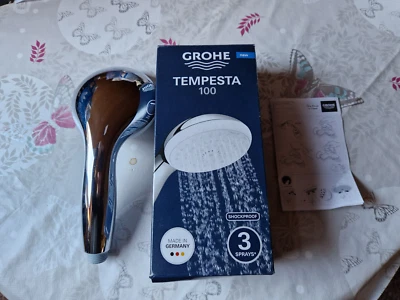 GROHE
TEMPESTA
100
SHOCKPROOF
MADE IN
GERMANY
3
SPRAYS*